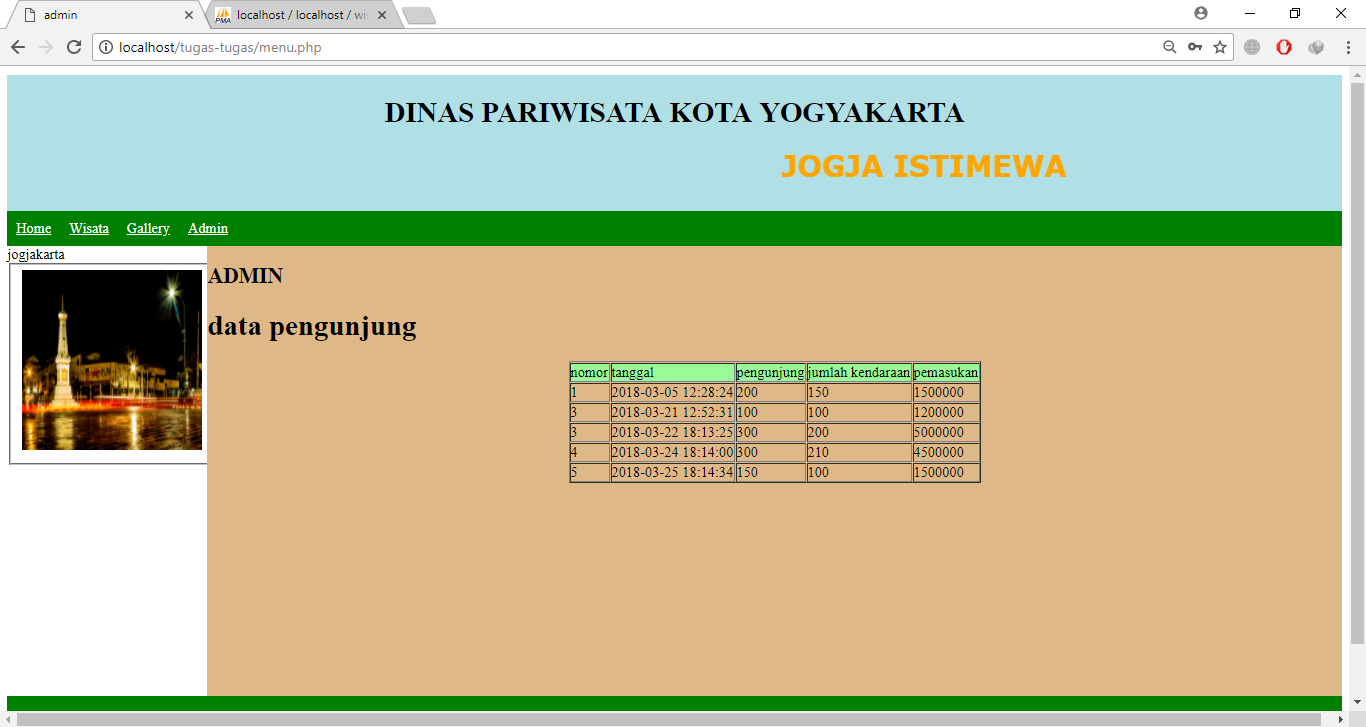 admin
localhost / localhost / wis
localhost/tugas-tugas/menu.php
DINAS PARIWISATA KOTA YOGYAKARTA
JOGJA ISTIMEWA
Home Wisata Gallery Admin
jogjakarta
ADMIN
data pengunjung
nomor tanggal pengunjung jumlah kendaraan pemasukan
1 2018-03-05 12:28:24 200 150 1500000
3 2018-03-21 12:52:31 100 100 1200000
3 2018-03-22 18:13:25 300 200 5000000
4 2018-03-24 18:14:00 300 210 4500000
5 2018-03-25 18:14:34 150 100 1500000